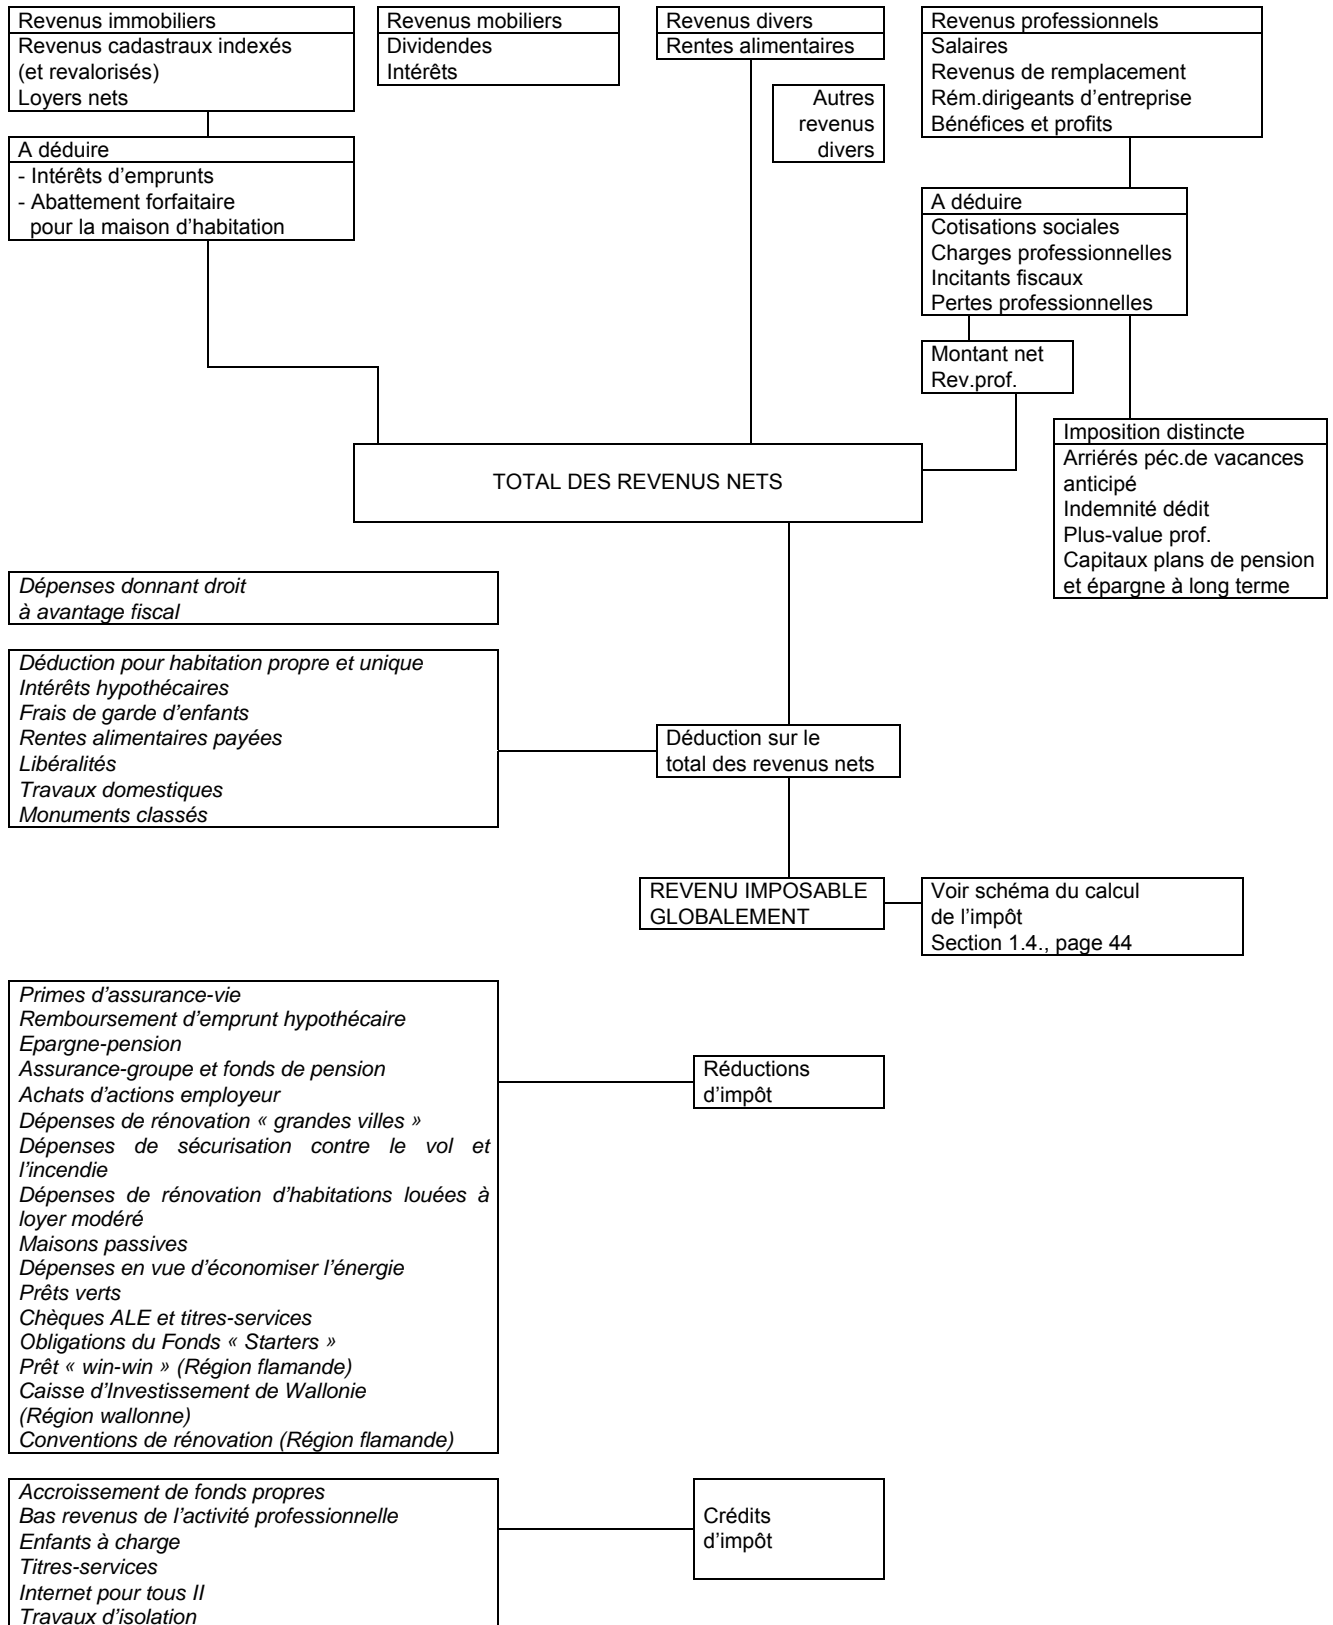 Revenus immobiliers
Revenus cadastraux indexés
(et revalorisés)
Loyers nets
A déduire
- Intérêts d'emprunts
- Abattement forfaitaire
pour la maison d'habitation
Revenus mobiliers
Dividendes
Intérêts
Revenus divers
Rentes alimentaires
Autres
revenus
divers
Revenus professionnels
Salaires
Revenus de remplacement
Rém.dirigeants d'entreprise
Bénéfices et profits
A déduire
Cotisations sociales
Charges professionnelles
Incitants fiscaux
Pertes professionnelles
Montant net
Rev.prof.
Imposition distincte
Arriérés péc.de vacances
anticipé
Indemnité dédit
Plus-value prof.
Capitaux plans de pension
et épargne à long terme
TOTAL DES REVENUS NETS
Dépenses donnant droit
à avantage fiscal
Déduction pour habitation propre et unique
Intérêts hypothécaires
Frais de garde d'enfants
Rentes alimentaires payées
Libéralités
Travaux domestiques
Monuments classés
Déduction sur le
total des revenus nets
REVENU IMPOSABLE
GLOBALEMENT
Voir schéma du calcul
de l'impôt
Section 1.4., page 44
Primes d'assurance-vie
Remboursement d'emprunt hypothécaire
Epargne-pension
Assurance-groupe et fonds de pension
Achats d'actions employeur
Dépenses de rénovation « grandes villes »
Dépenses de sécurisation contre le vol et
l'incendie
Dépenses de rénovation d'habitations louées à
loyer modéré
Maisons passives
Dépenses en vue d'économiser l'énergie
Prêts verts
Chèques ALE et titres-services
Obligations du Fonds « Starters »
Prêt « win-win » (Région flamande)
Caisse d'Investissement de Wallonie
(Région wallonne)
Conventions de rénovation (Région flamande)
Réductions
d'impôt
Accroissement de fonds propres
Bas revenus de l'activité professionnelle
Enfants à charge
Titres-services
Internet pour tous II
Travaux d'isolation
Crédits
d'impôt